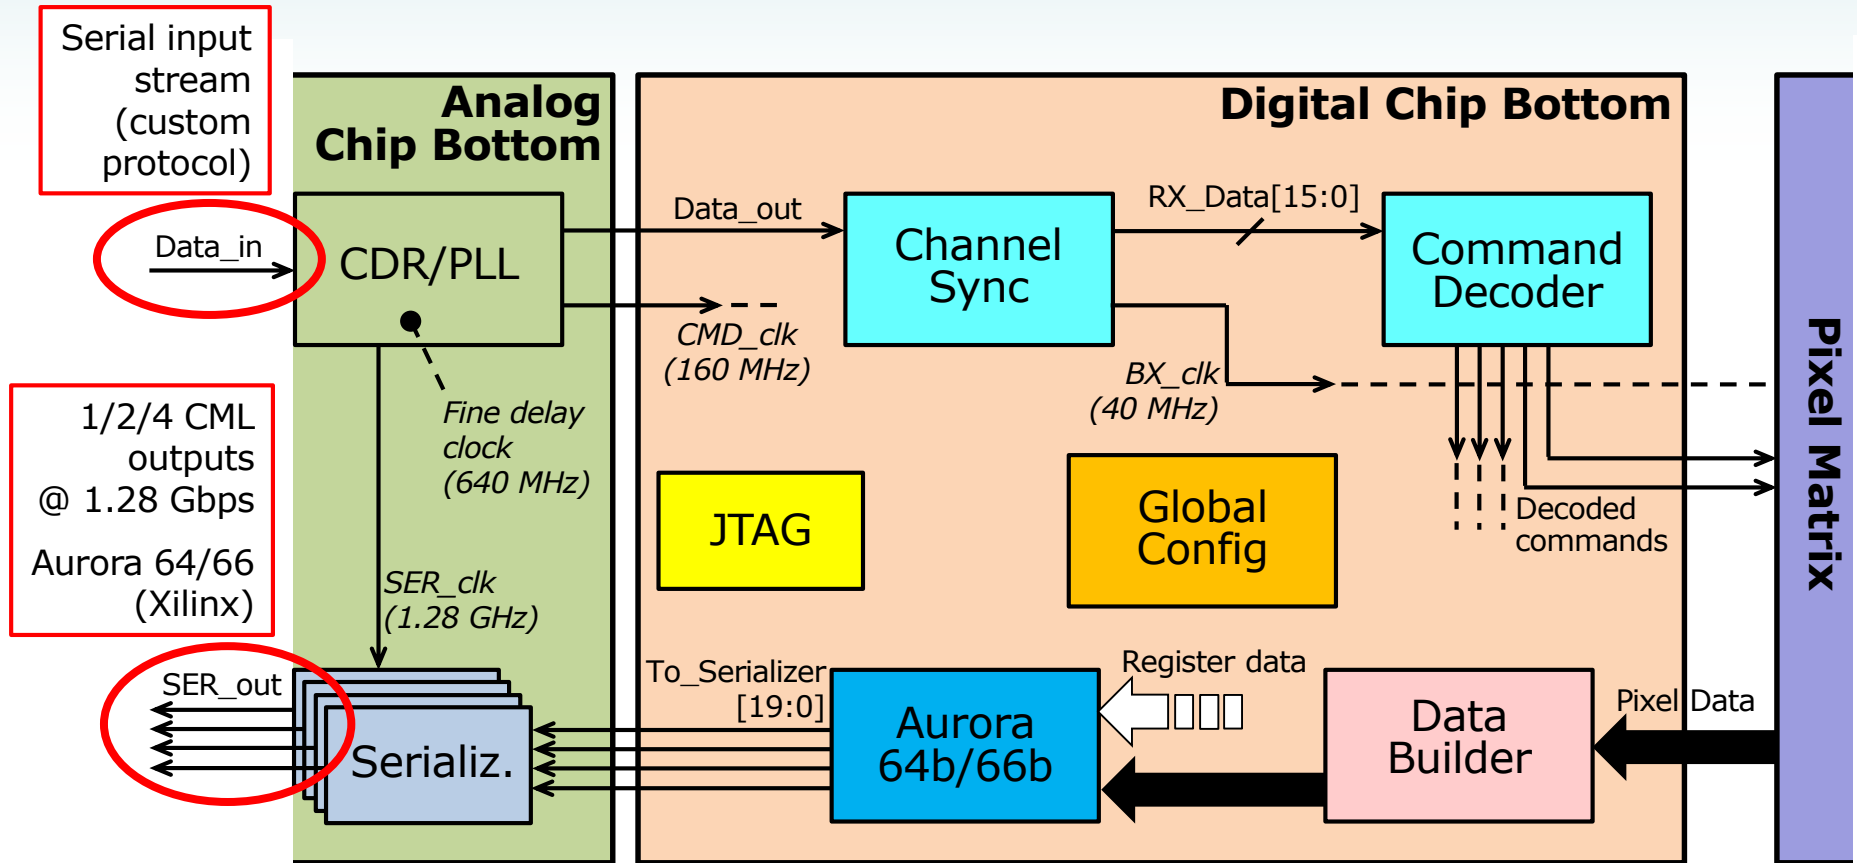 Serial input
stream
(custom
protocol)
Analog
Chip Bottom
Digital Chip Bottom
Data_in
CDR/PLL
Data_out
Channel
Sync
RX_Data[15:0]
Command
Decoder
CMD_clk
(160 MHz)
BX_clk
(40 MHz)
Pixel Matrix
1/2/4 CML
outputs
@ 1.28 Gbps
Aurora 64/66
(Xilinx)
Fine delay
clock
(640 MHz)
JTAG
Global
Config
Decoded
commands
SER_clk
(1.28 GHz)
SER_out
Serializ.
To_Serializer
[19:0]
Aurora
64b/66b
Register data
Data
Builder
Pixel Data